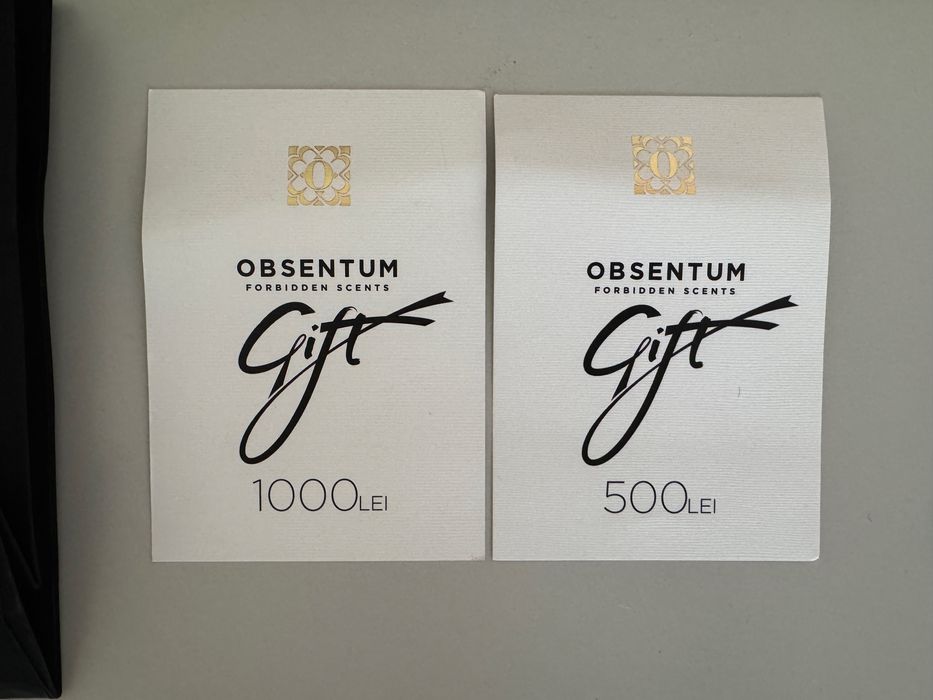 O
OBSENTUM
FORBIDDEN SCENTS
Gift
1000LEI
O
OBSENTUM
FORBIDDEN SCENTS
Gift
500LEI